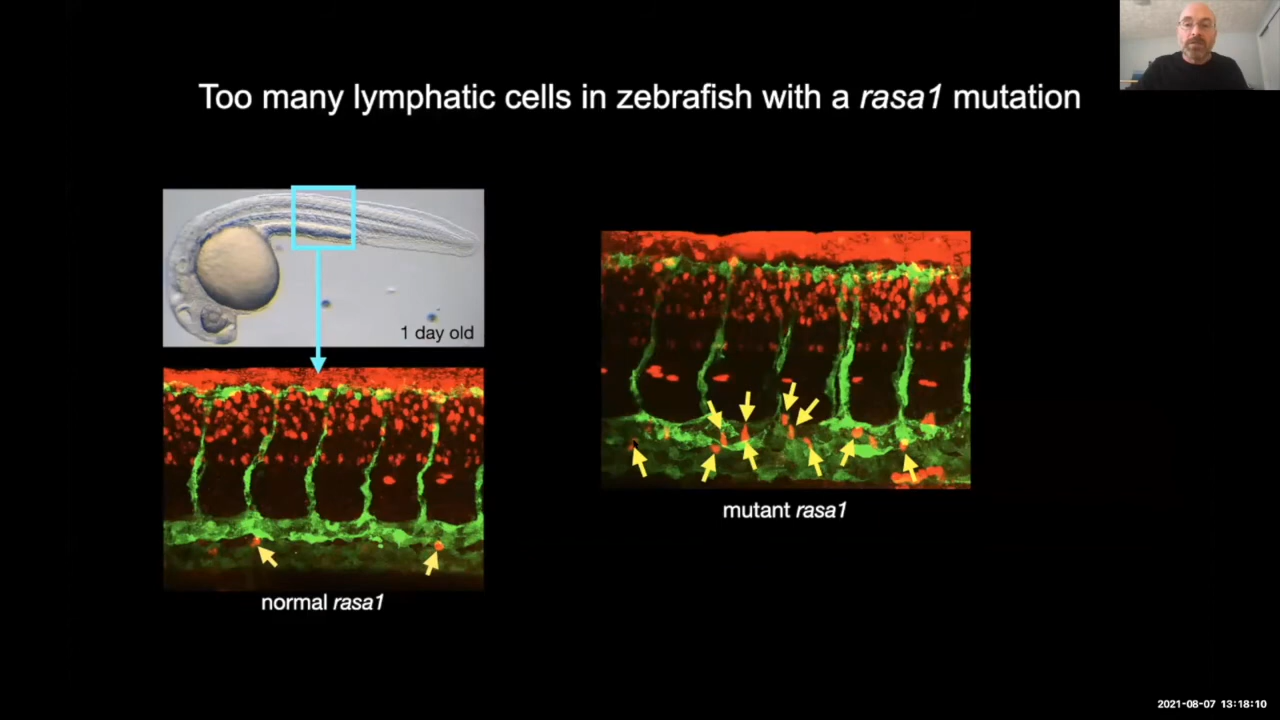 Too many lymphatic cells in zebrafish with a rasa1 mutation
1 day old
normal rasa1
mutant rasa1
2021-08-07 13:18:10